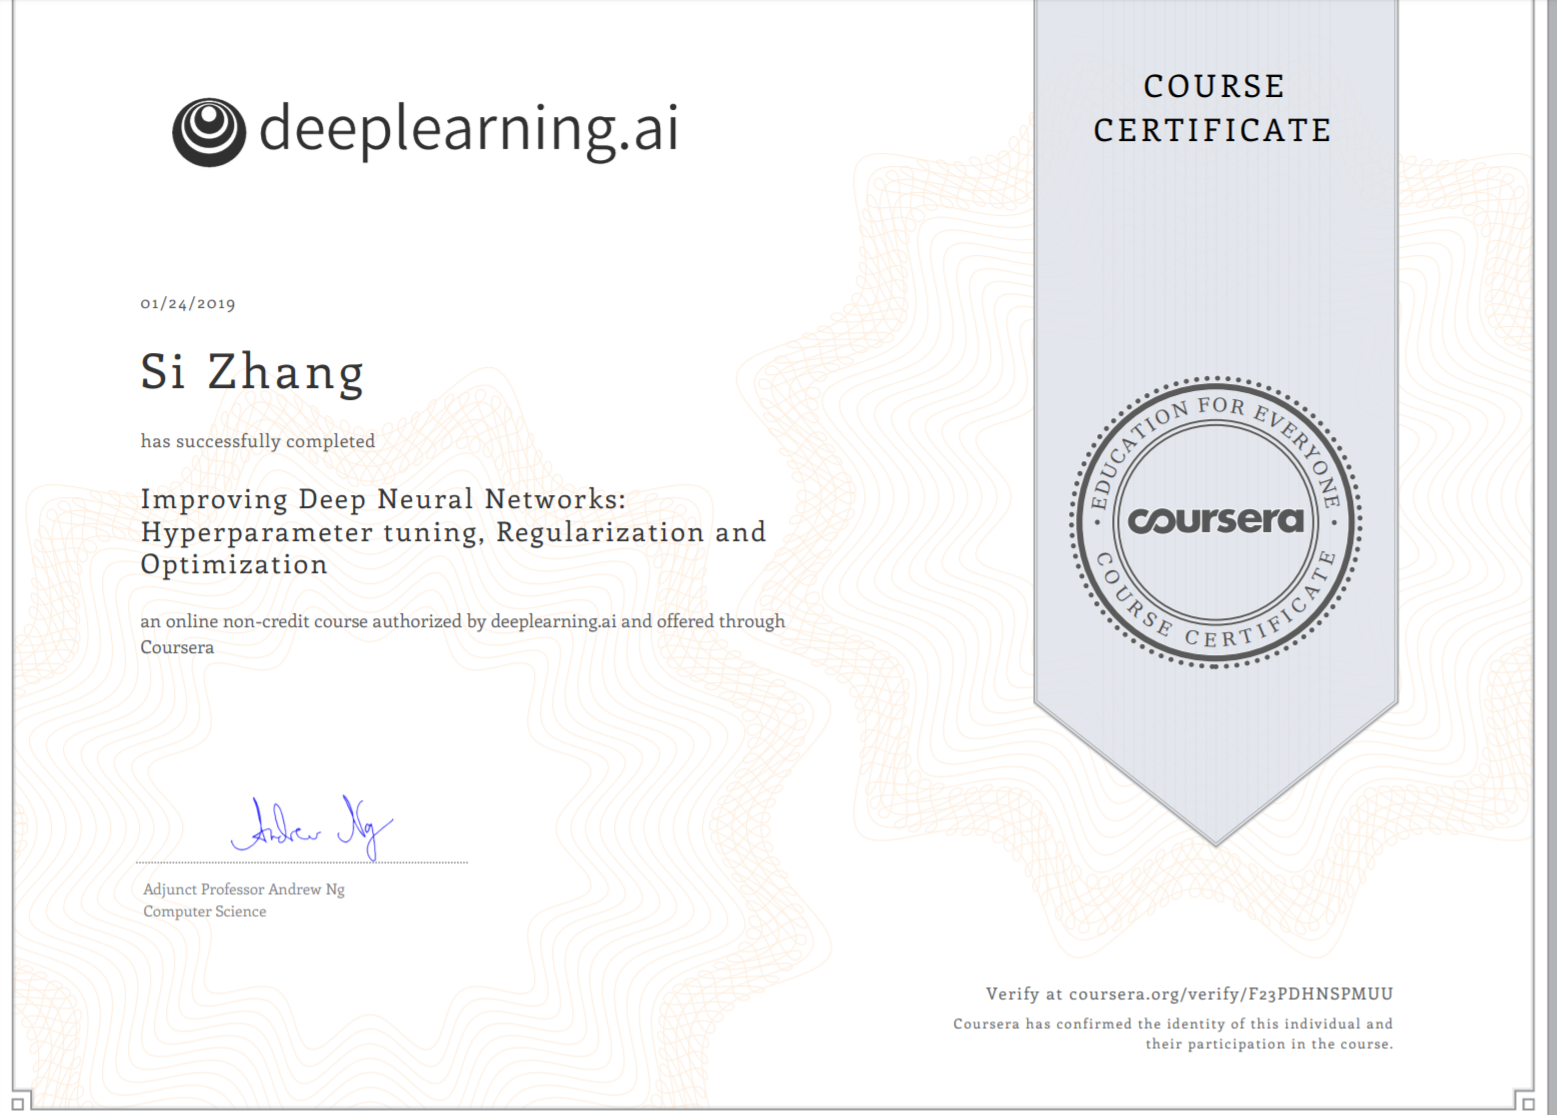 deeplearning.ai
COURSE
CERTIFICATE
01/24/2019
Si Zhang
has successfully completed
Improving Deep Neural Networks:
Hyperparameter tuning, Regularization and
Optimization
an online non-credit course authorized by deeplearning.ai and offered through
Coursera
EDUCATION FOR EVERYONE
coursera
COURSE CERTIFICATE
Andrew Ng
Adjunct Professor Andrew Ng
Computer Science
Verify at coursera.org/verify/F23PDHNSPMUU
Coursera has confirmed the identity of this individual and
their participation in the course.